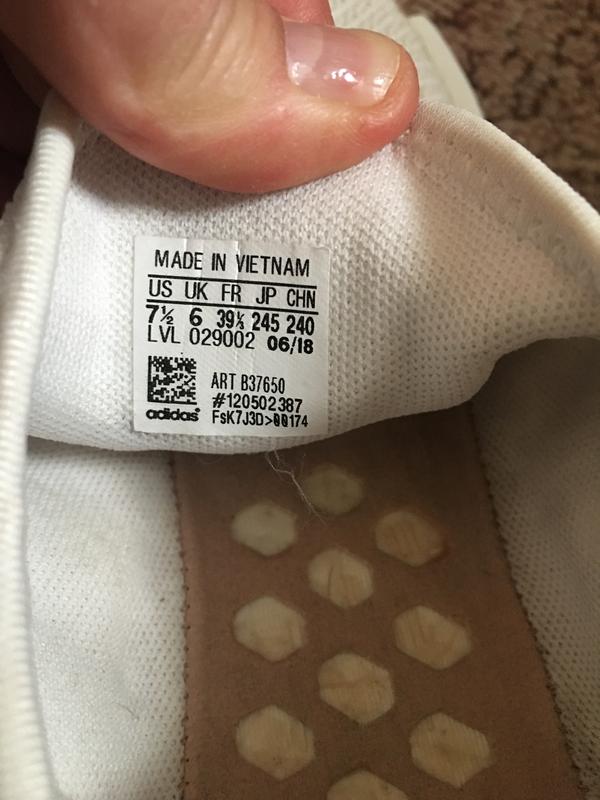 MADE IN VIETNAM
US UK FR JP CHN
7½ 6 39⅓ 245 240
LVL 029002 06/18
ART B37650
#120502387
adidas® FsK7J3D>00174